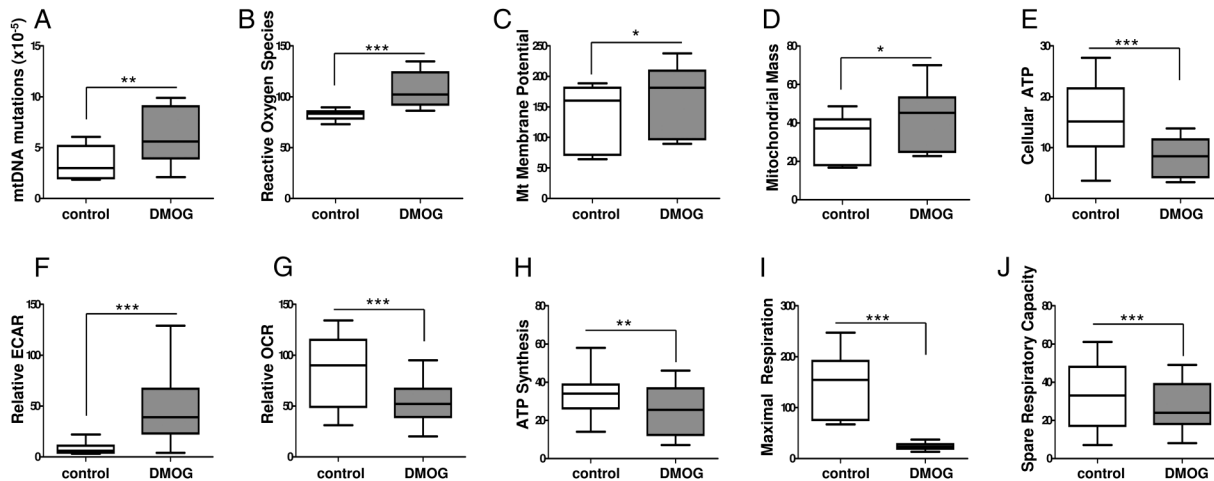 A
mtDNA mutations (x10-5)
15
10
5
0
**
control
DMOG
B
Reactive Oxygen Species
150
100
50
0
***
control
DMOG
C
Mt Membrane Potential
250
200
150
100
50
0
*
control
DMOG
D
Mitochondrial Mass
80
60
40
20
0
*
control
DMOG
E
Cellular ATP
30
20
10
0
***
control
DMOG
F
Relative ECAR
150
100
50
0
***
control
DMOG
G
Relative OCR
150
100
50
0
***
control
DMOG
H
ATP Synthesis
80
60
40
20
0
**
control
DMOG
I
Maximal Respiration
300
200
100
0
***
control
DMOG
J
Spare Respiratory Capacity
80
60
40
20
0
***
control
DMOG